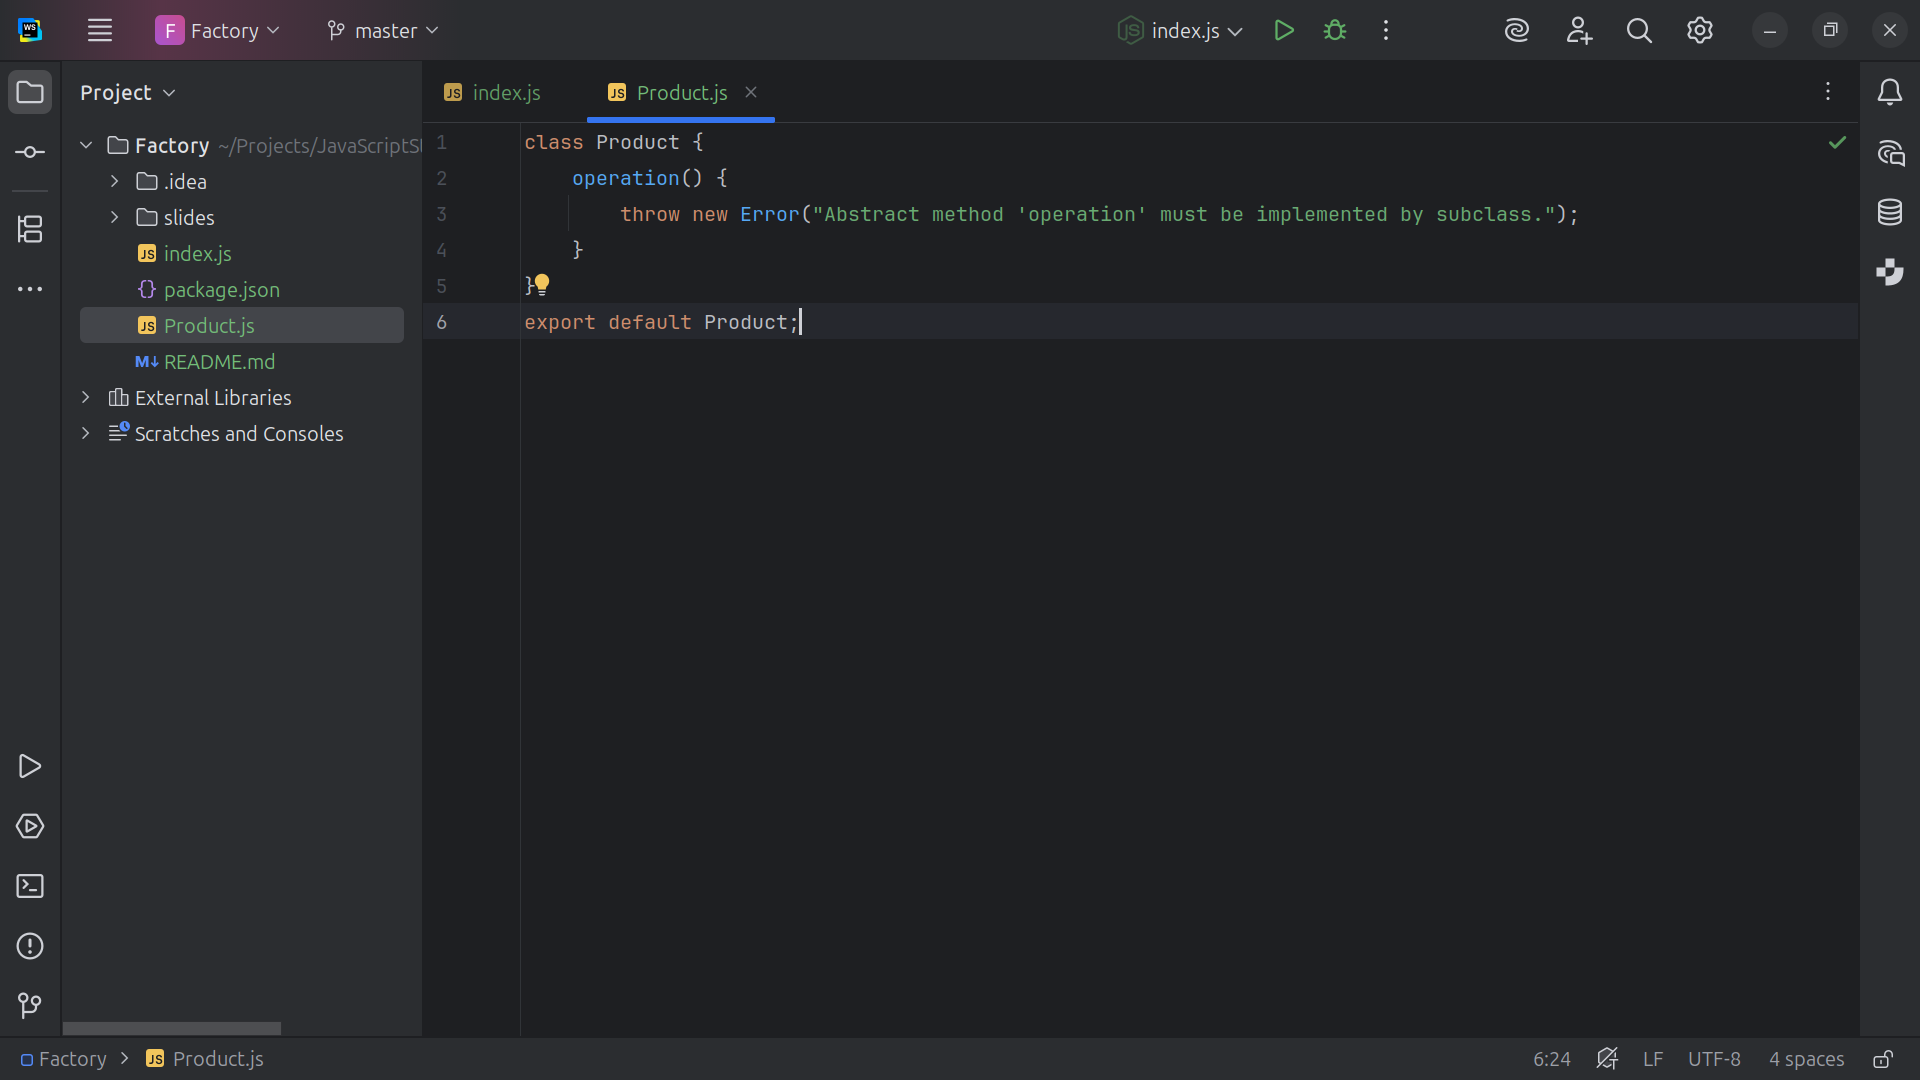 F Factory
master
index.js
Project
index.js
Product.js
Factory ~/Projects/JavaScriptSt
.idea
slides
index.js
package.json
Product.js
README.md
External Libraries
Scratches and Consoles
1 class Product {
2 operation() {
3 throw new Error("Abstract method 'operation' must be implemented by subclass.");
4 }
5 }
6 export default Product;
Factory > Product.js
6:24
LF
UTF-8
4 spaces